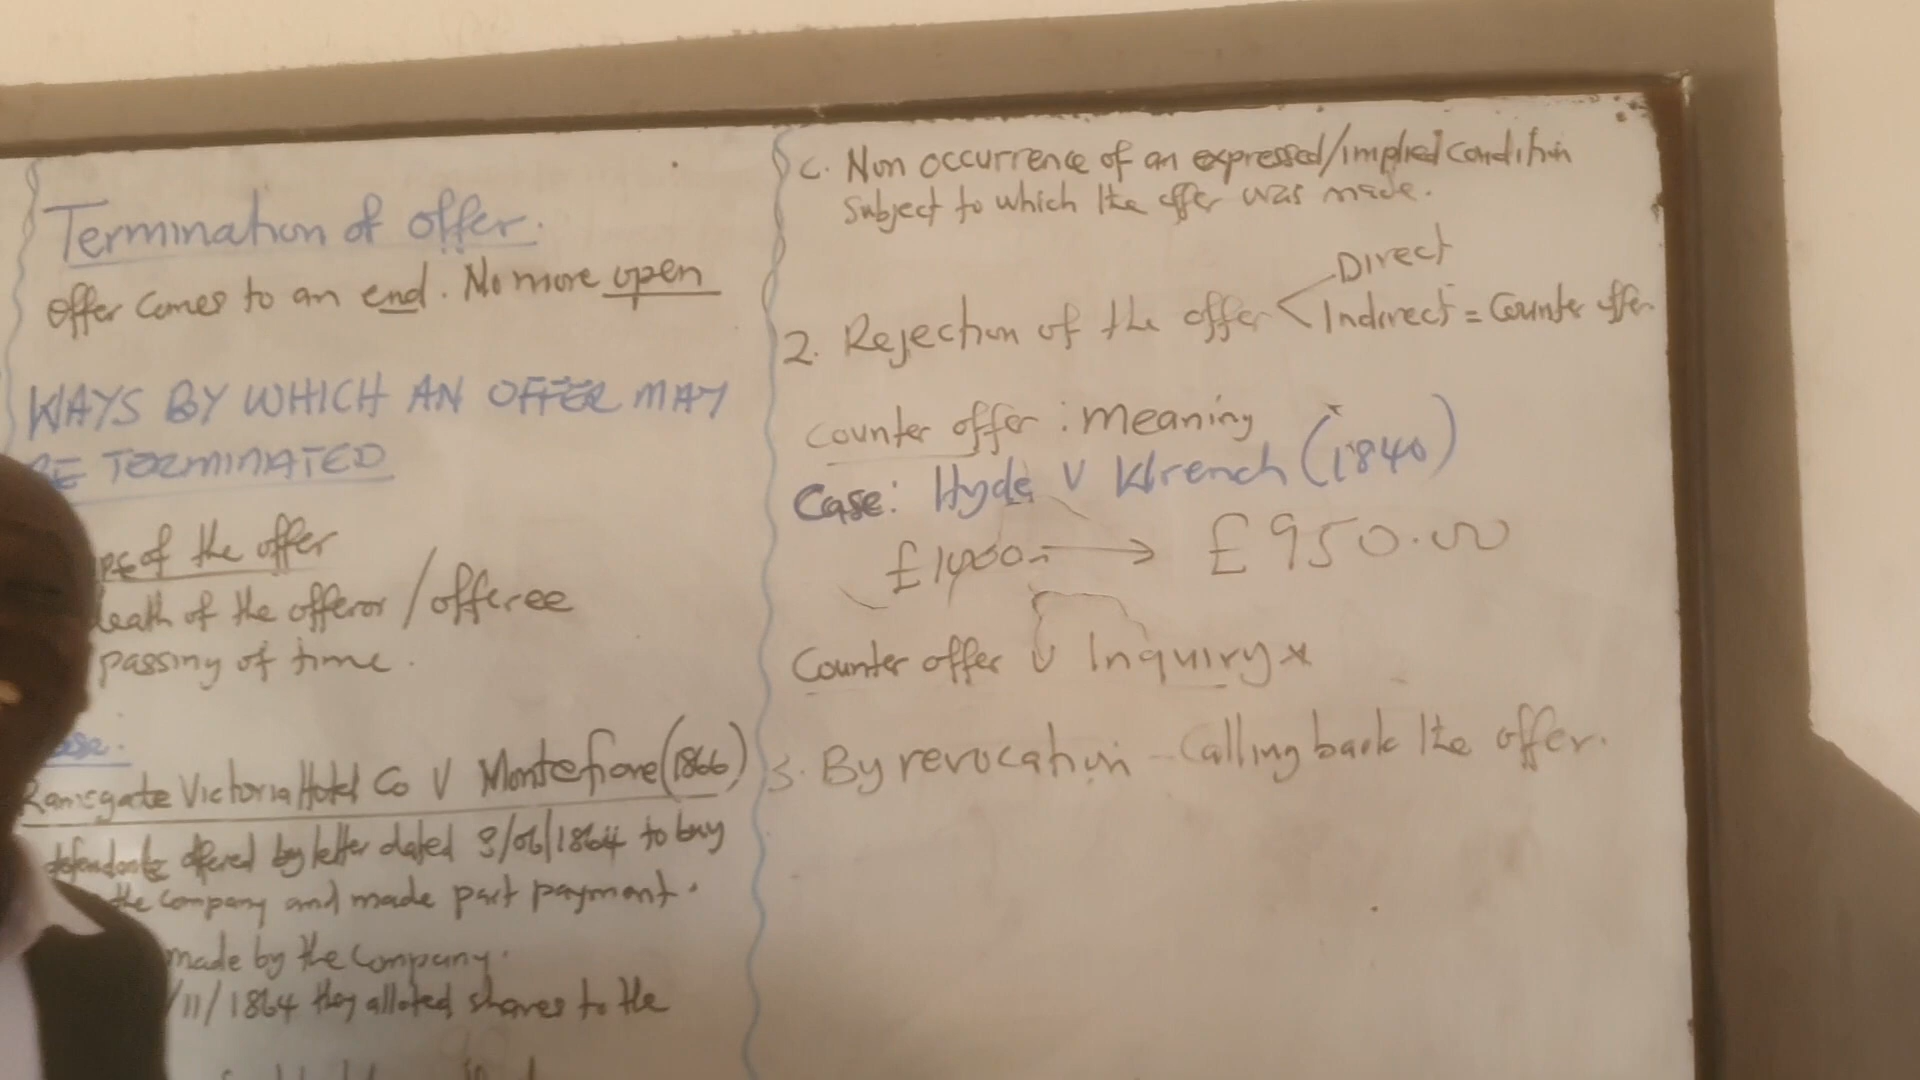 Termination of offer.
offer comes to an end. No more open
WAYS BY WHICH AN OFFER MAY
BE TERMINATED
of the offer
death of the offeror / offeree
passing of time.
Case.
Ramsgate Victoria Hotel Co V Montefiore (1866)
defendants offered by letter dated 8/06/1864 to buy
the company and made part payment.
made by the company.
/11/1864 they alloted shares to the
c. Non occurrence of an expressed/implied condition
subject to which the offer was made.
2. Rejection of the offer < Direct
Indirect = Counter offer.
Counter offer : meaning
Case: Hyde V Wrench (1840)
£1000 → £950.00
Counter offer V Inquiry x
3. By revocation - Calling back the offer.